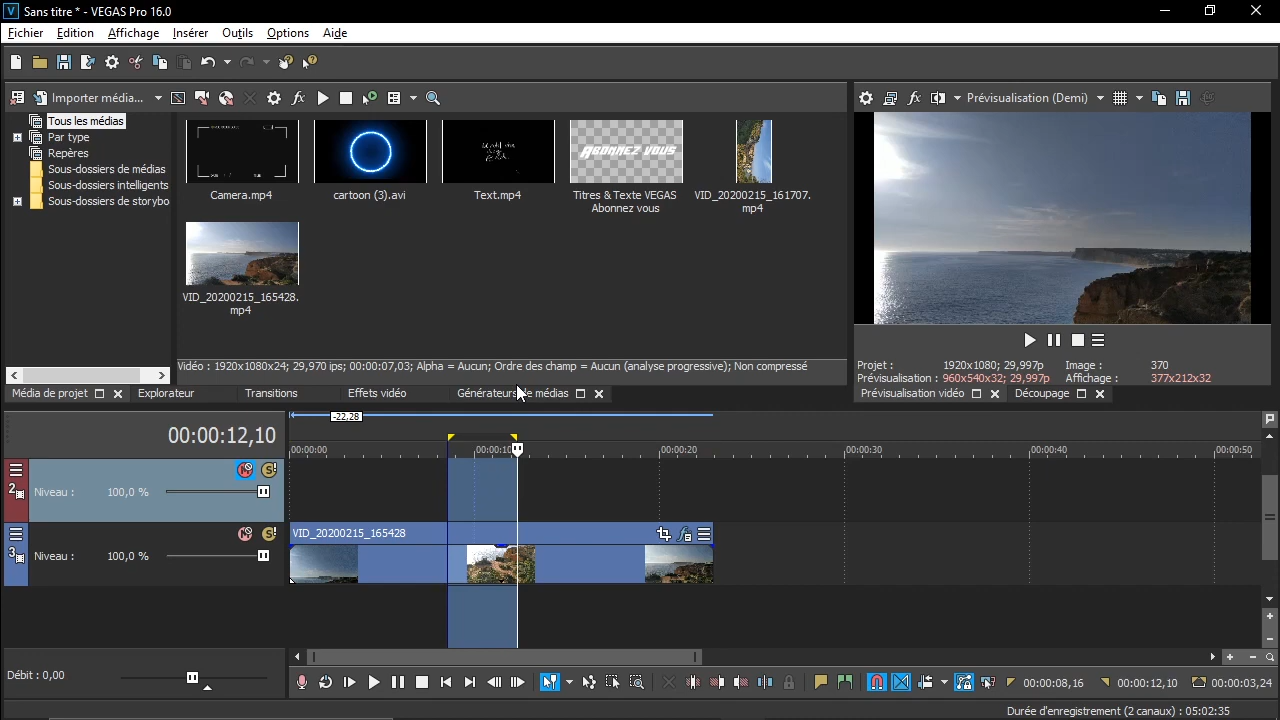 Sans titre * - VEGAS Pro 16.0
Fichier Edition Affichage Insérer Outils Options Aide
Importer média...
Prévisualisation (Demi)
Tous les médias
Par type
Repères
Sous-dossiers de médias
Sous-dossiers intelligents
Sous-dossiers de storybo
ABONNEZ VOUS
Camera.mp4
cartoon (3).avi
Text.mp4
Titres & Texte VEGAS
Abonnez vous
VID_20200215_161707.
mp4
VID_20200215_165428.
mp4
Vidéo : 1920x1080x24; 29,970 ips; 00:00:07,03; Alpha = Aucun; Ordre des champ = Aucun (analyse progressive); Non compressé
Projet : 1920x1080x32; 29,997p Image : 370
Prévisualisation : 960x540x32; 29,997p Affichage : 377x212x32
Média de projet Explorateur Transitions Effets vidéo Générateurs de médias
Prévisualisation vidéo Découpage
-22,28
00:00:12,10
00:00:00 00:00:10 00:00:20 00:00:30 00:00:40 00:00:50
2
Niveau : 100,0 %
VID_20200215_165428
3
Niveau : 100,0 %
Débit : 0,00
00:00:08,16 00:00:12,10 00:00:03,24
Durée d'enregistrement (2 canaux) : 05:02:35